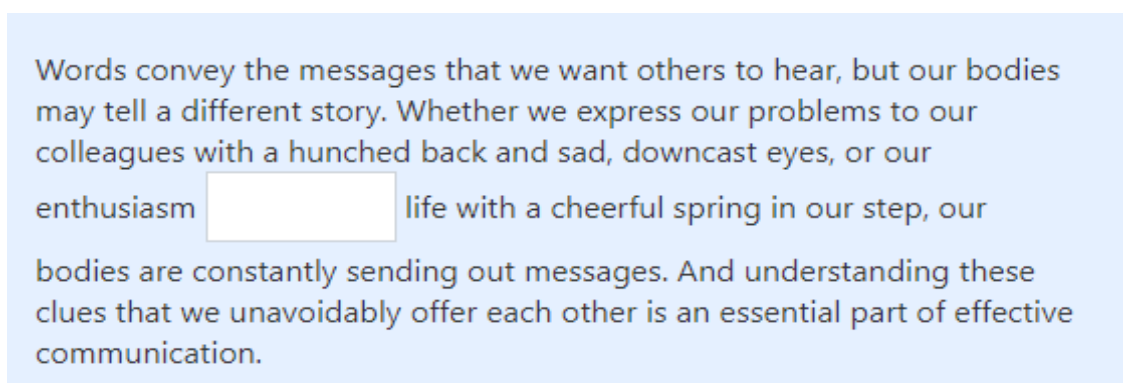 Words convey the messages that we want others to hear, but our bodies
may tell a different story. Whether we express our problems to our
colleagues with a hunched back and sad, downcast eyes, or our
enthusiasm life with a cheerful spring in our step, our
bodies are constantly sending out messages. And understanding these
clues that we unavoidably offer each other is an essential part of effective
communication.